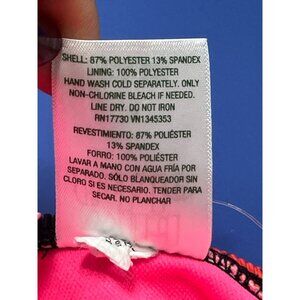 SHELL: 87% POLYESTER 13% SPANDEX
LINING: 100% POLYESTER
HAND WASH COLD SEPARATELY. ONLY
NON-CHLORINE BLEACH IF NEEDED.
LINE DRY. DO NOT IRON
RN17730 VN1345353
REVESTIMIENTO: 87% POLIÉSTER
13% SPANDEX
FORRO: 100% POLIÉSTER
LAVAR A MANO CON AGUA FRÍA POR
SEPARADO. SÓLO BLANQUEADOR SIN
CLORO SI ES NECESARIO. TENDER PARA
SECAR. NO PLANCHAR